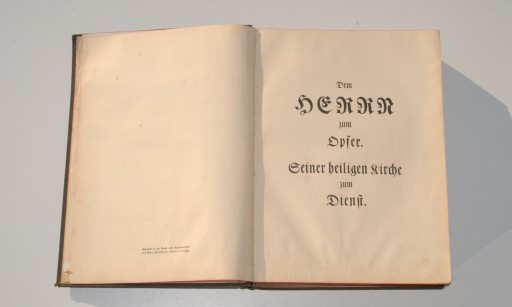 Dem
HERRN
zum
Opfer.
Seiner heiligen Kirche
zum
Dienst.